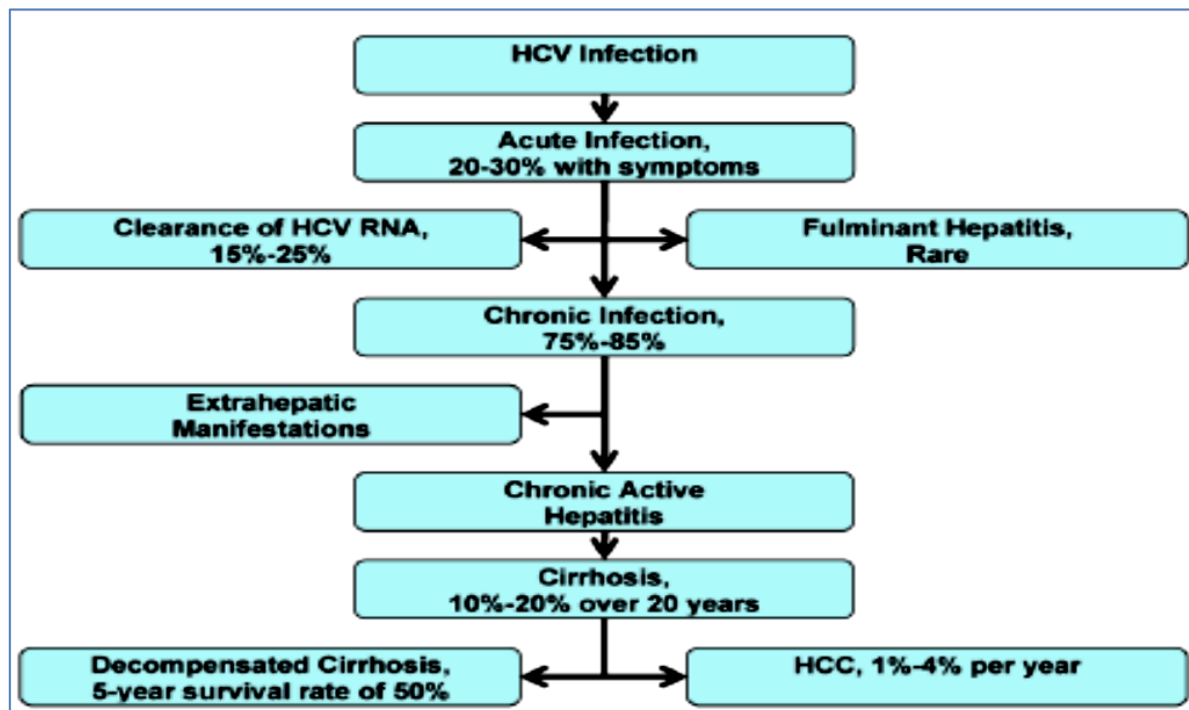 HCV Infection
Acute Infection,
20-30% with symptoms
Clearance of HCV RNA,
15%-25%
Fulminant Hepatitis,
Rare
Chronic Infection,
75%-85%
Extrahepatic
Manifestations
Chronic Active
Hepatitis
Cirrhosis,
10%-20% over 20 years
Decompensated Cirrhosis,
5-year survival rate of 50%
HCC, 1%-4% per year